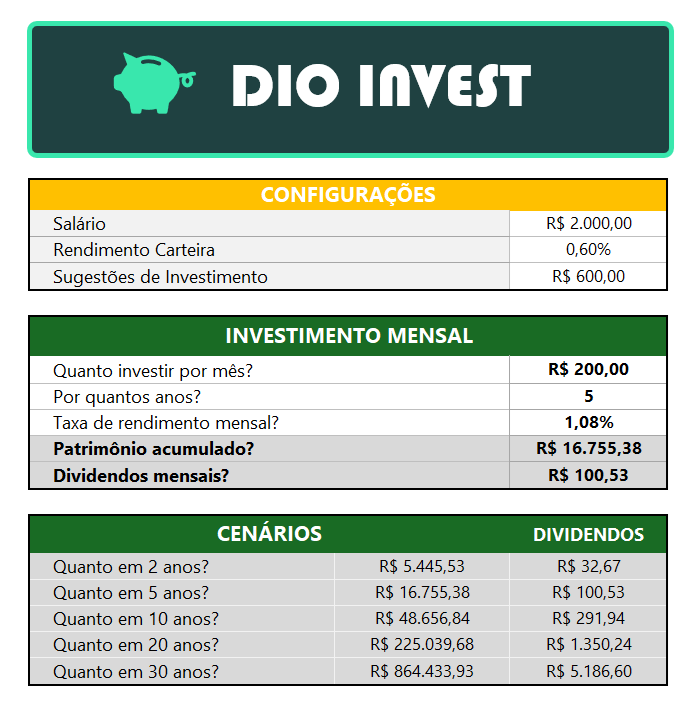 DIO INVEST
CONFIGURAÇÕES
Salário R$ 2.000,00
Rendimento Carteira 0,60%
Sugestões de Investimento R$ 600,00
INVESTIMENTO MENSAL
Quanto investir por mês? R$ 200,00
Por quantos anos? 5
Taxa de rendimento mensal? 1,08%
Patrimônio acumulado? R$ 16.755,38
Dividendos mensais? R$ 100,53
CENÁRIOS DIVIDENDOS
Quanto em 2 anos? R$ 5.445,53 R$ 32,67
Quanto em 5 anos? R$ 16.755,38 R$ 100,53
Quanto em 10 anos? R$ 48.656,84 R$ 291,94
Quanto em 20 anos? R$ 225.039,68 R$ 1.350,24
Quanto em 30 anos? R$ 864.433,93 R$ 5.186,60